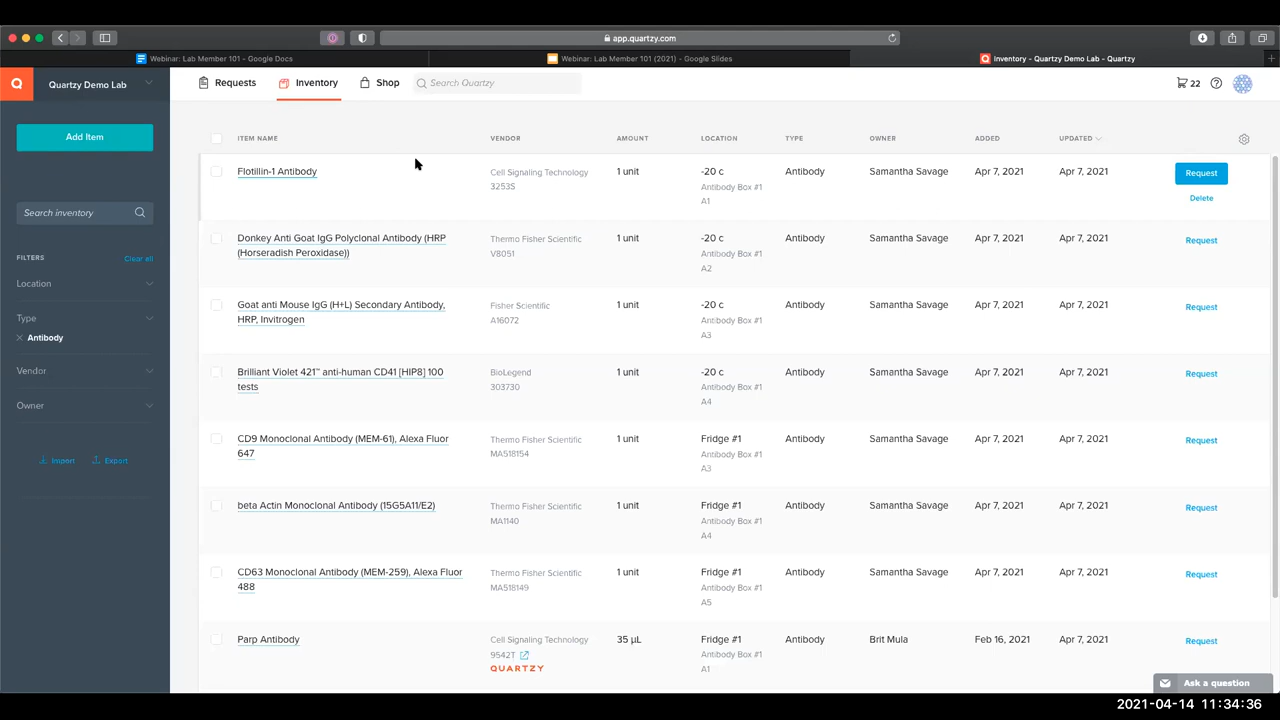 app.quartzy.com
Webinar: Lab Member 101 - Google Docs
Webinar: Lab Member 101 (2021) - Google Slides
Inventory - Quartzy Demo Lab - Quartzy
Q Quartzy Demo Lab
Requests Inventory Shop Search Quartzy 22
Add Item
Search inventory
FILTERS Clear all
Location
Type
Antibody
Vendor
Owner
Import Export
ITEM NAME VENDOR AMOUNT LOCATION TYPE OWNER ADDED UPDATED
Flotillin-1 Antibody Cell Signaling Technology 1 unit -20 c Antibody Samantha Savage Apr 7, 2021 Apr 7, 2021 Request
3253S Antibody Box #1
A1 Delete
Donkey Anti Goat IgG Polyclonal Antibody (HRP Thermo Fisher Scientific 1 unit -20 c Antibody Samantha Savage Apr 7, 2021 Apr 7, 2021 Request
(Horseradish Peroxidase)) V8051 Antibody Box #1
A2
Goat anti Mouse IgG (H+L) Secondary Antibody, Fisher Scientific 1 unit -20 c Antibody Samantha Savage Apr 7, 2021 Apr 7, 2021 Request
HRP, Invitrogen A16072 Antibody Box #1
A3
Brilliant Violet 421™ anti-human CD41 [HIP8] 100 BioLegend 1 unit -20 c Antibody Samantha Savage Apr 7, 2021 Apr 7, 2021 Request
tests 303730 Antibody Box #1
A4
CD9 Monoclonal Antibody (MEM-61), Alexa Fluor Thermo Fisher Scientific 1 unit Fridge #1 Antibody Samantha Savage Apr 7, 2021 Apr 7, 2021 Request
647 MA518154 Antibody Box #1
A3
beta Actin Monoclonal Antibody (15G5A11/E2) Thermo Fisher Scientific 1 unit Fridge #1 Antibody Samantha Savage Apr 7, 2021 Apr 7, 2021 Request
MA1140 Antibody Box #1
A4
CD63 Monoclonal Antibody (MEM-259), Alexa Fluor Thermo Fisher Scientific 1 unit Fridge #1 Antibody Samantha Savage Apr 7, 2021 Apr 7, 2021 Request
488 MA518149 Antibody Box #1
A5
Parp Antibody Cell Signaling Technology 35 µL Fridge #1 Antibody Brit Mula Feb 16, 2021 Apr 7, 2021 Request
9542T Antibody Box #1
QUARTZY A1
Ask a question
2021-04-14 11:34:36